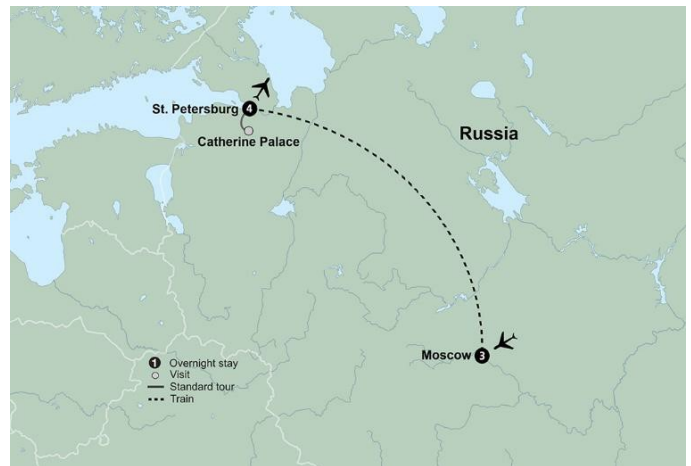 St. Petersburg 4
Catherine Palace
Russia
Moscow 3
1 Overnight stay
Visit
Standard tour
Train